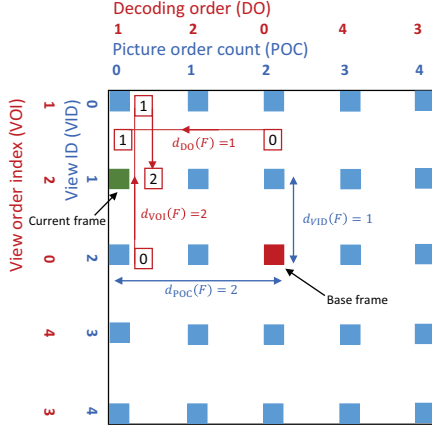 Decoding order (DO)
1 2 0 4 3
Picture order count (POC)
0 1 2 3 4
View order index (VOI)
1 2 0 4 3
View ID (VID)
0 1 2 3 4
1
1 0
d_DO(F) =1
2
Current frame
d_VOI(F) =2
d_VID(F) = 1
0
d_POC(F) = 2
Base frame